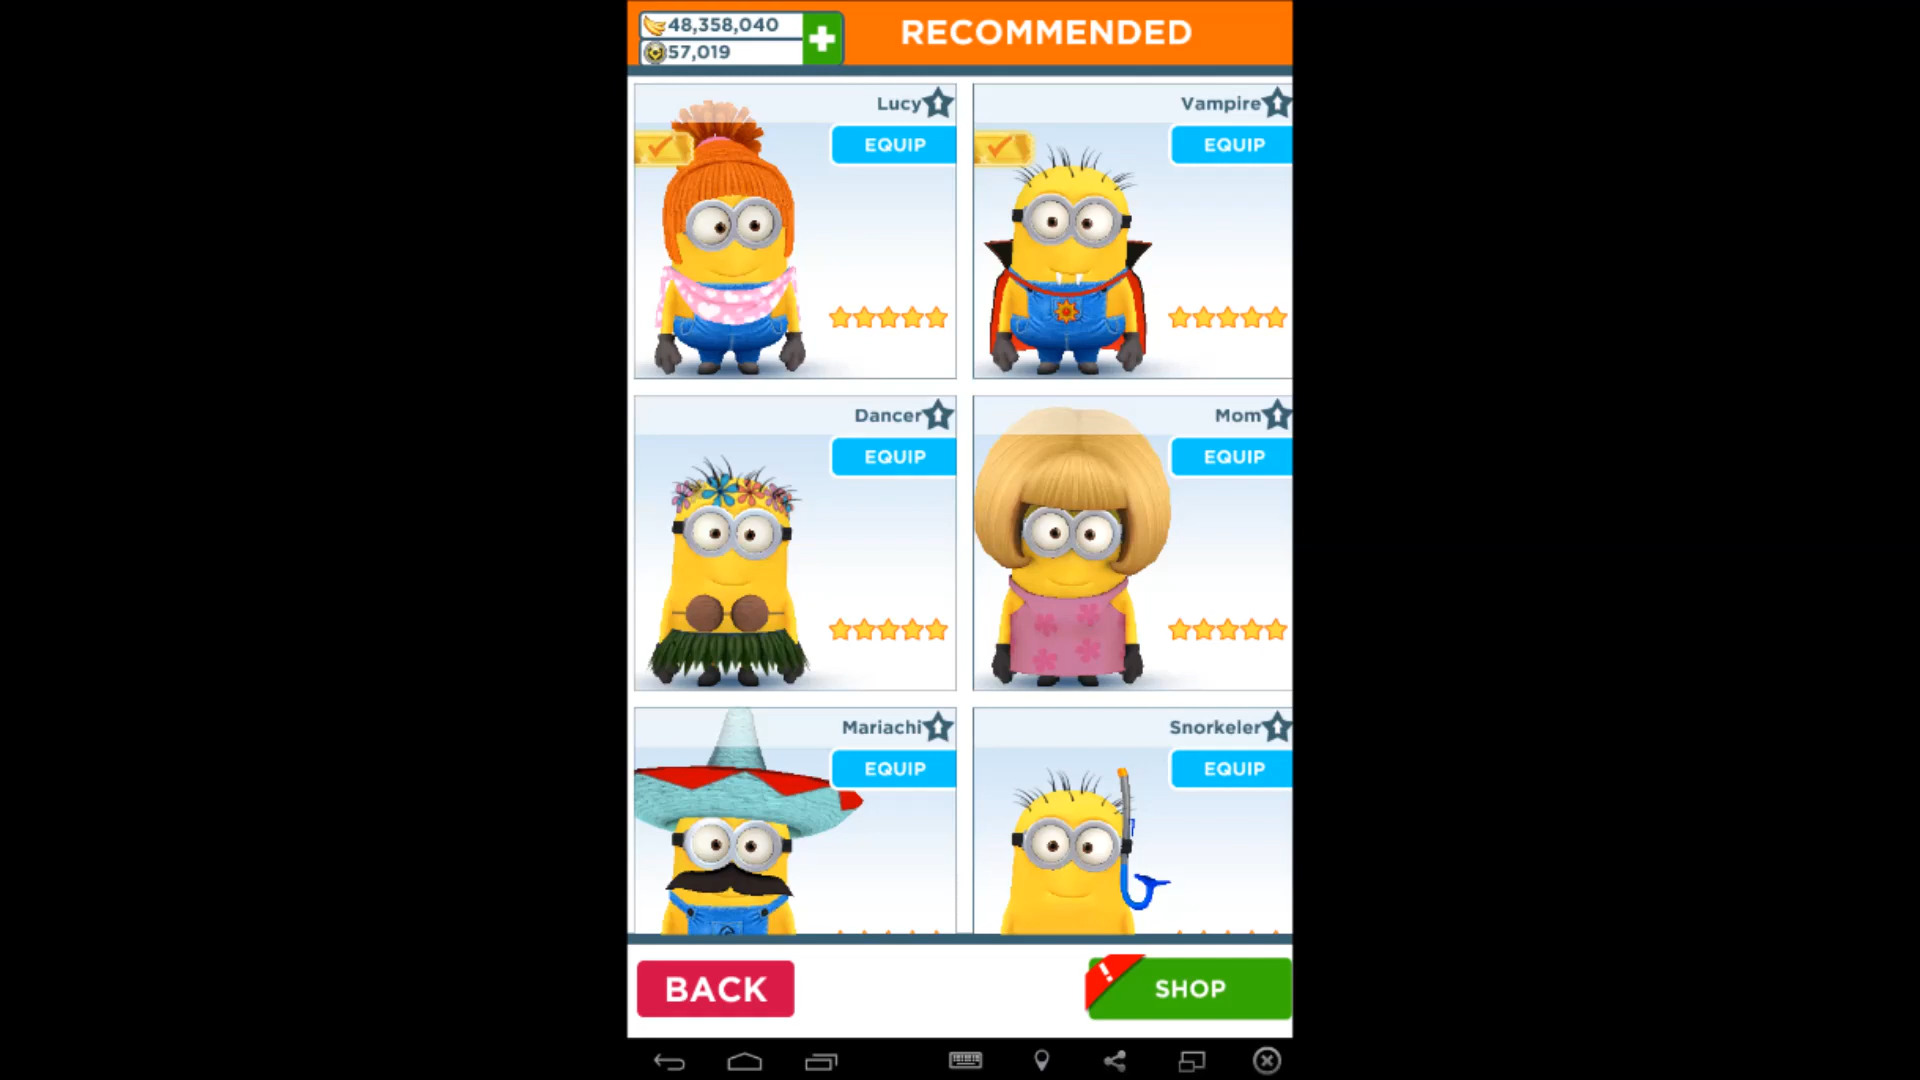 48,358,040
57,019
RECOMMENDED
Lucy
EQUIP
Vampire
EQUIP
Dancer
EQUIP
Mom
EQUIP
Mariachi
EQUIP
Snorkeler
EQUIP
BACK
!
SHOP